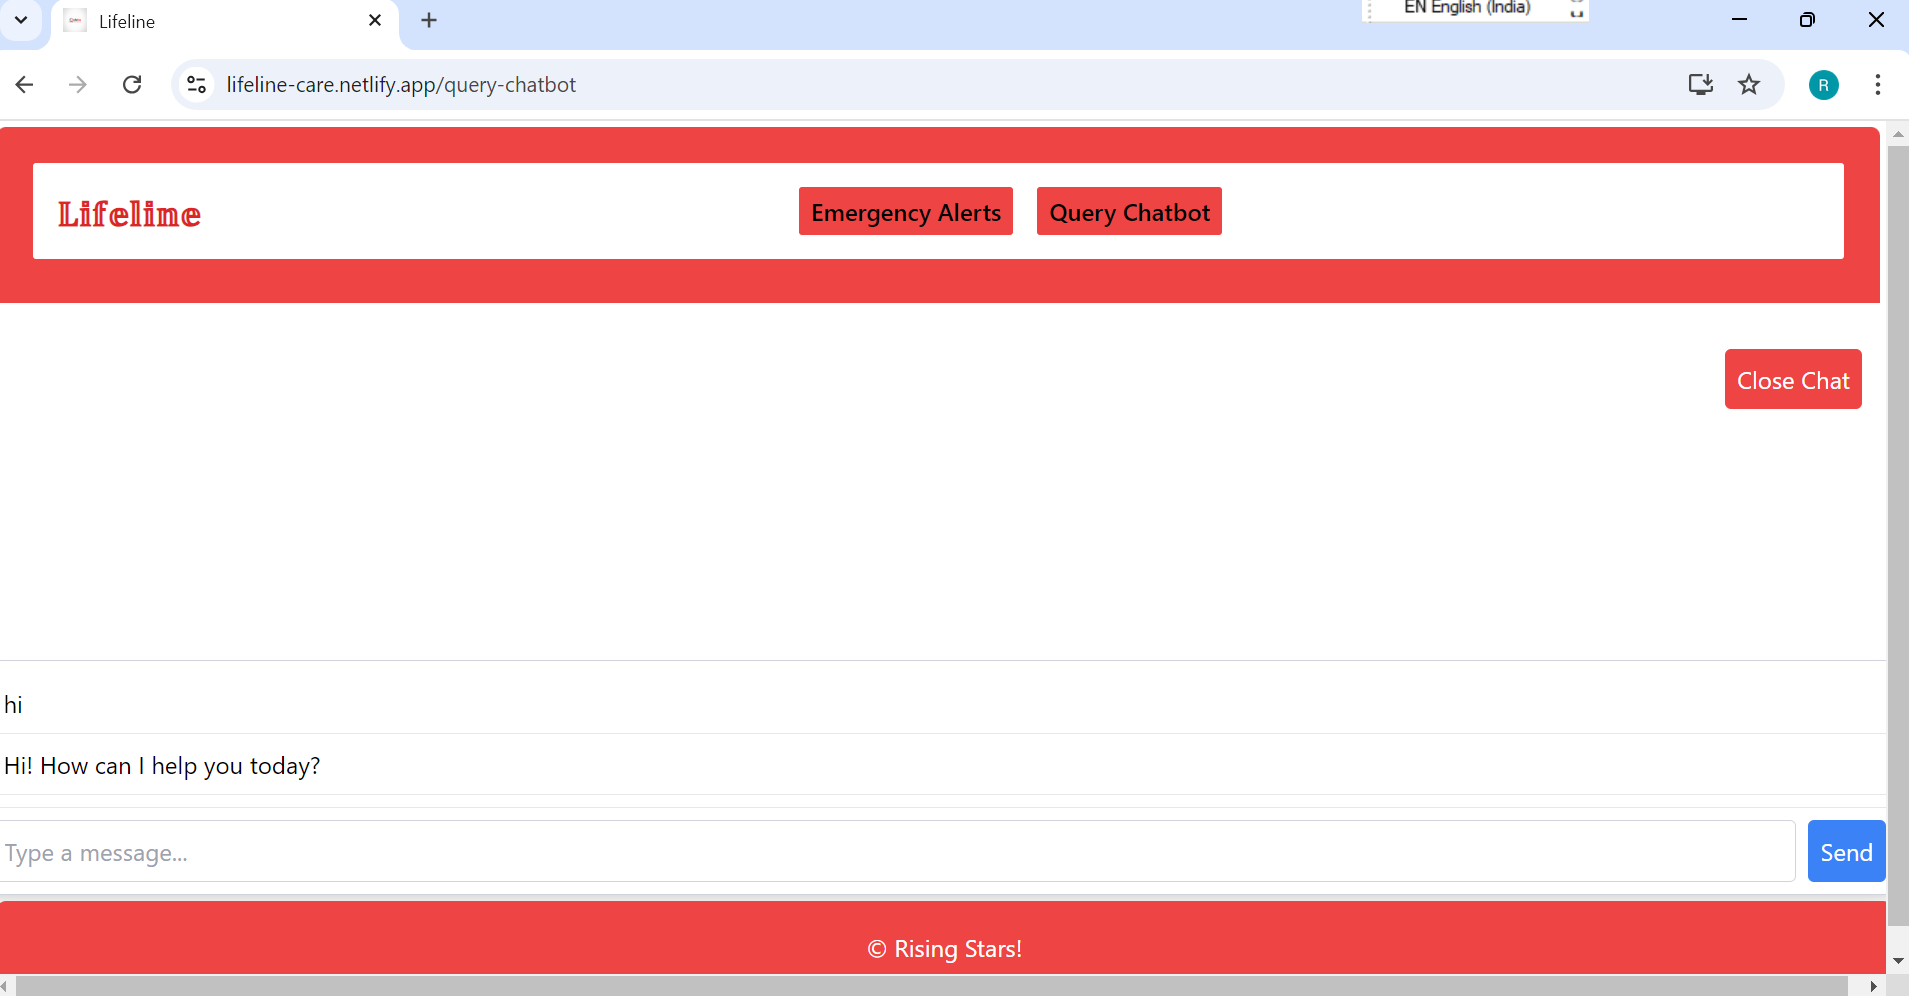 Lifeline
EN English (India)
lifeline-care.netlify.app/query-chatbot
R
Lifeline
Emergency Alerts
Query Chatbot
Close Chat
hi
Hi! How can I help you today?
Type a message...
Send
© Rising Stars!